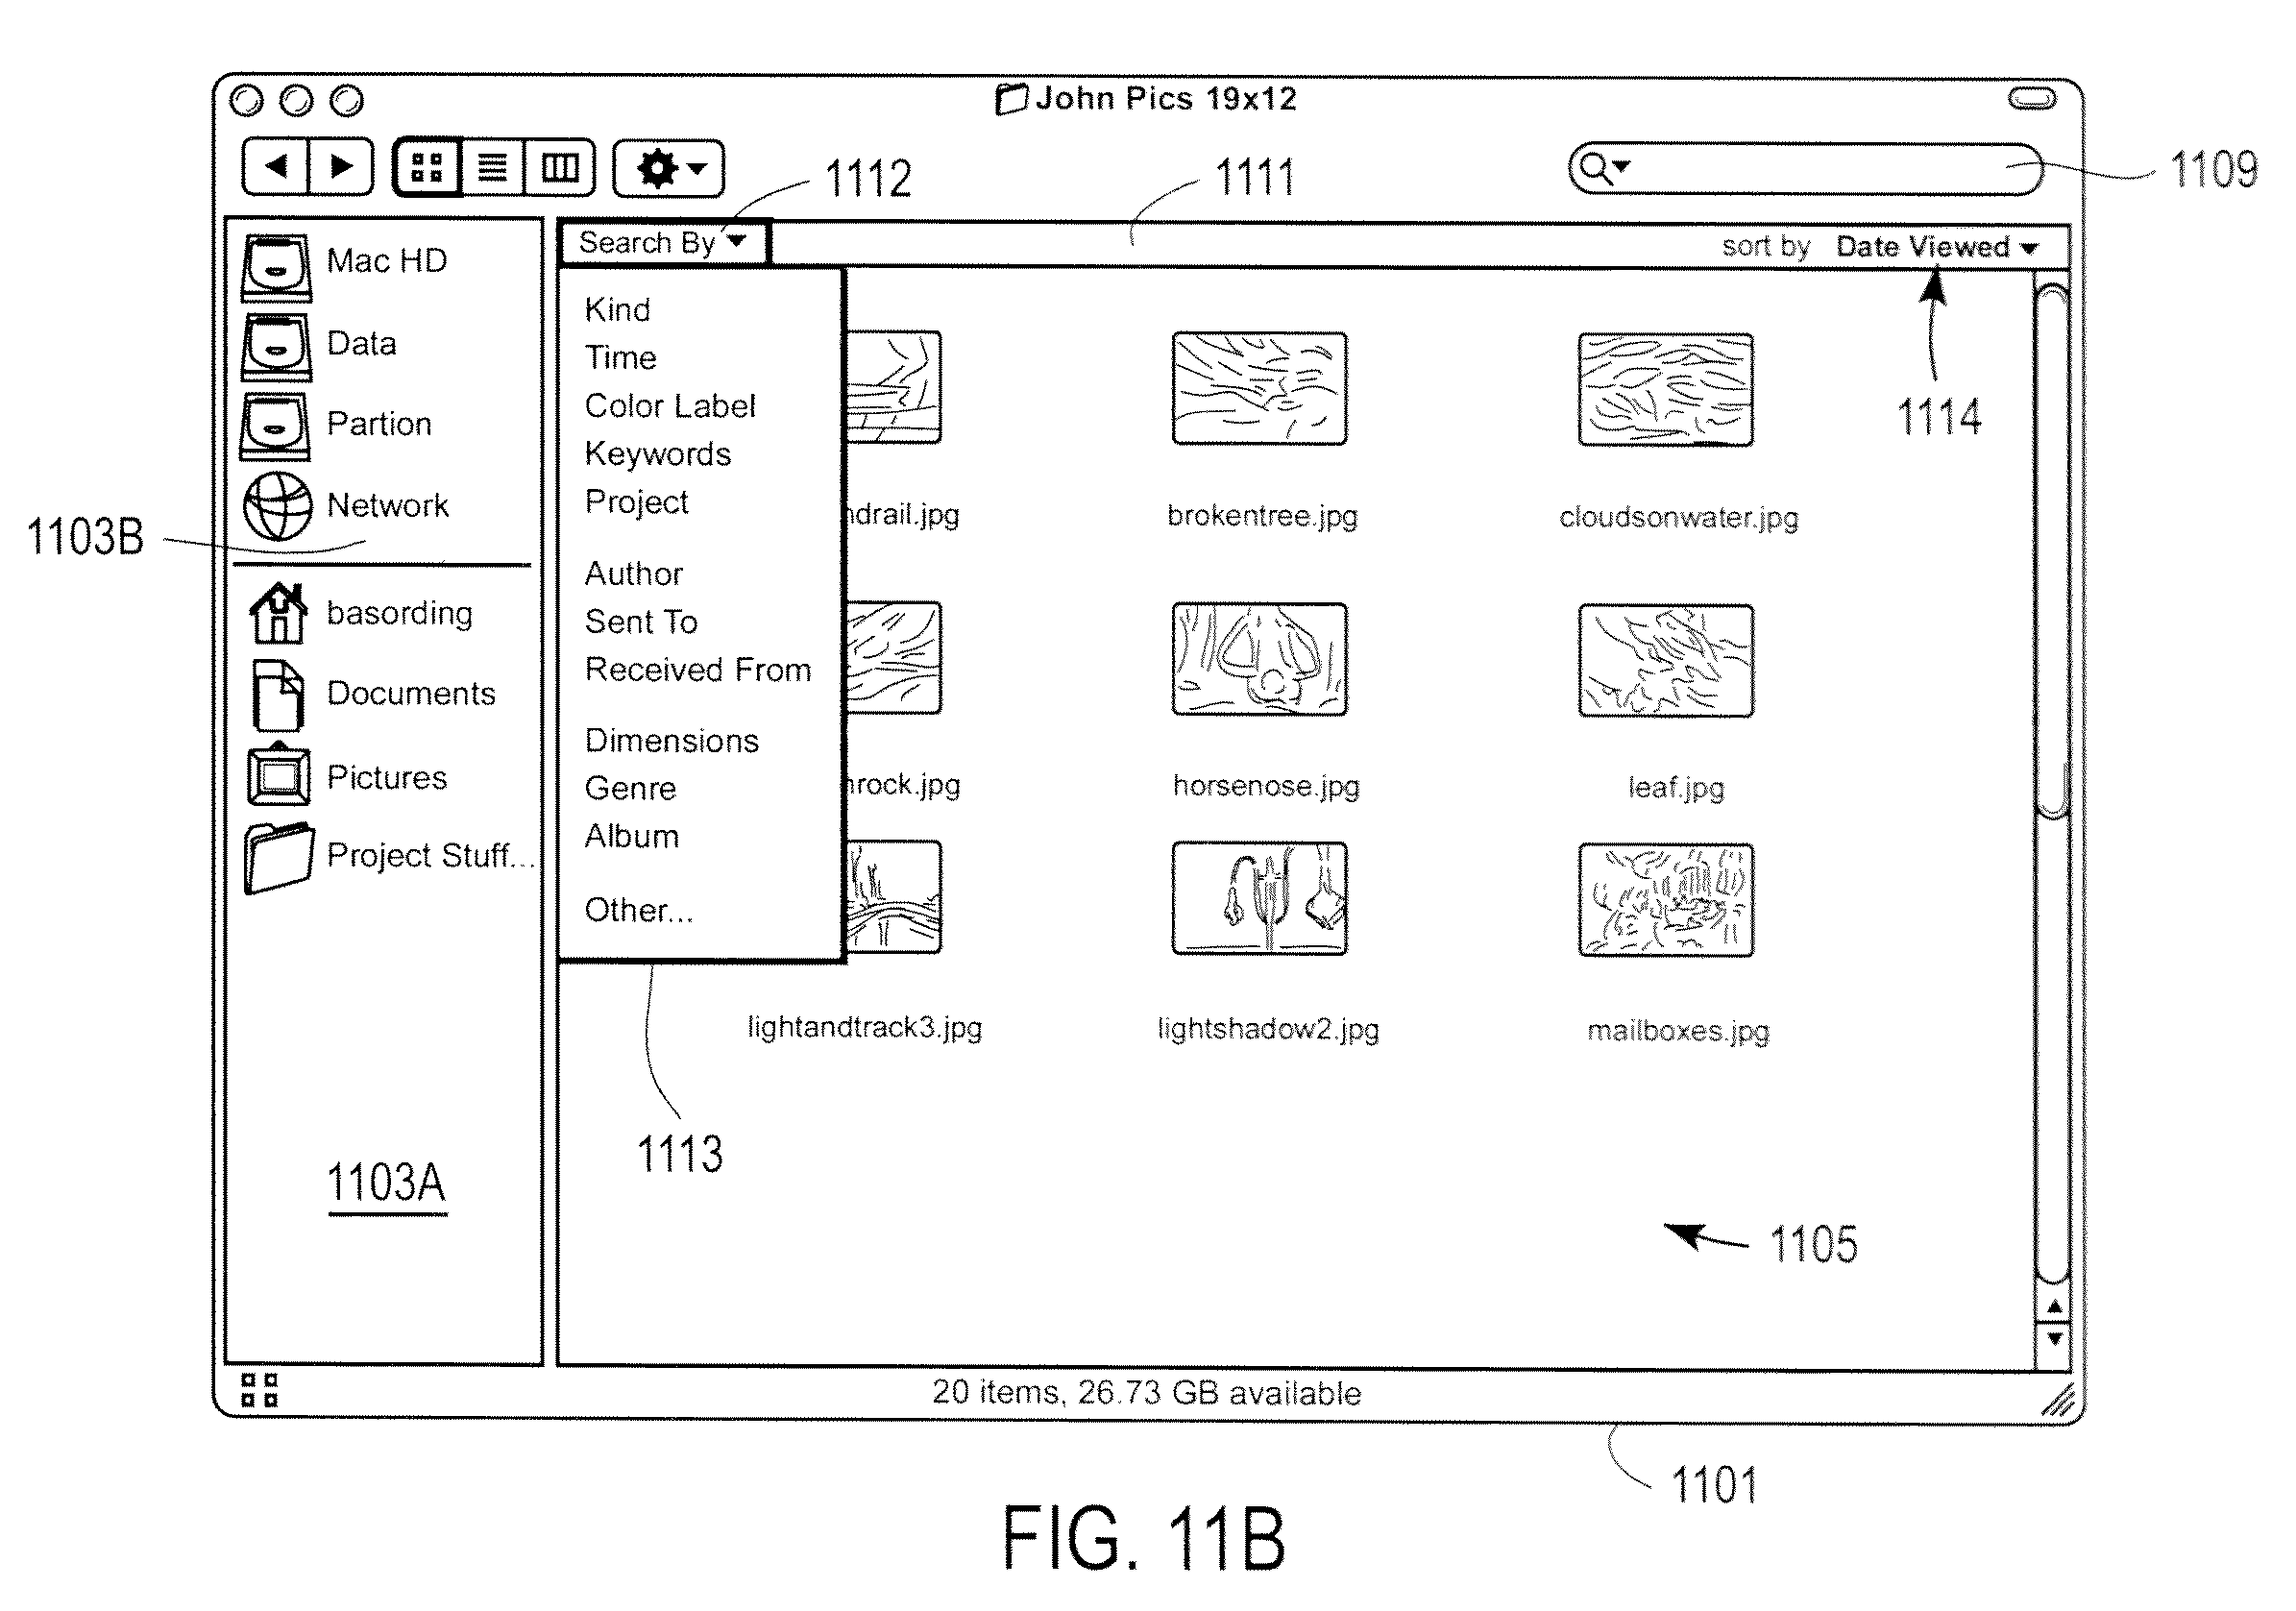 John Pics 19x12
1112
1111
1109
Search By
sort by Date Viewed
1114
Mac HD
Data
Partion
Network
1103B
basording
Documents
Pictures
Project Stuff...
1103A
Kind
Time
Color Label
Keywords
Project
Author
Sent To
Received From
Dimensions
Genre
Album
Other...
1113
ndrail.jpg
brokentree.jpg
cloudsonwater.jpg
nrock.jpg
horsenose.jpg
leaf.jpg
lightandtrack3.jpg
lightshadow2.jpg
mailboxes.jpg
1105
20 items, 26.73 GB available
1101
FIG. 11B